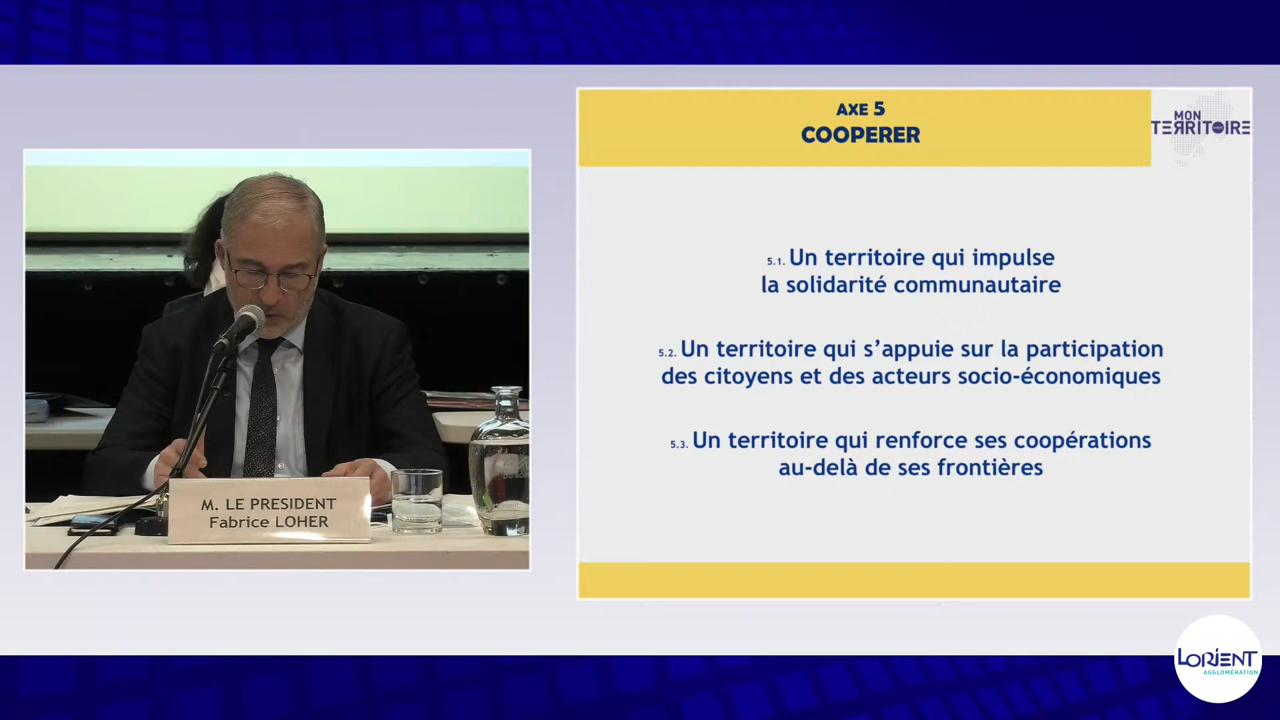 M. LE PRESIDENT
Fabrice LOHER
AXE 5
COOPERER
MON
TERRITOIRE
5.1. Un territoire qui impulse
la solidarité communautaire
5.2. Un territoire qui s'appuie sur la participation
des citoyens et des acteurs socio-économiques
5.3. Un territoire qui renforce ses coopérations
au-delà de ses frontières
LORIENT
AGGLOMÉRATION